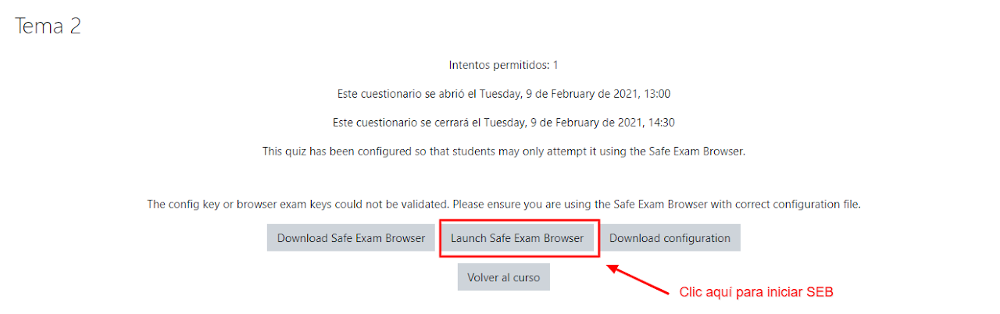 Tema 2
Intentos permitidos: 1
Este cuestionario se abrió el Tuesday, 9 de February de 2021, 13:00
Este cuestionario se cerrará el Tuesday, 9 de February de 2021, 14:30
This quiz has been configured so that students may only attempt it using the Safe Exam Browser.
The config key or browser exam keys could not be validated. Please ensure you are using the Safe Exam Browser with correct configuration file.
Download Safe Exam Browser Launch Safe Exam Browser Download configuration
Volver al curso
Clic aquí para iniciar SEB